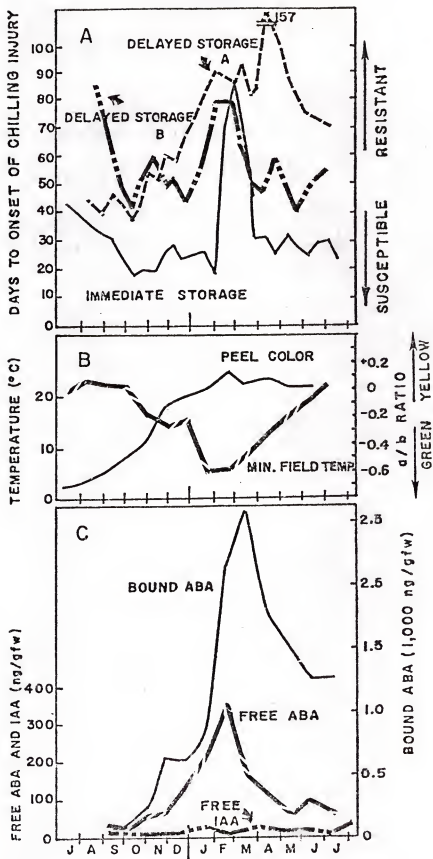 A
157
DELAYED STORAGE
A
DELAYED STORAGE
B
IMMEDIATE STORAGE
DAYS TO ONSET OF CHILLING INJURY
100
90
80
70
60
50
40
30
20
10
0
RESISTANT
SUSCEPTIBLE
B
PEEL COLOR
MIN. FIELD TEMP.
TEMPERATURE (°C)
20
10
0
+0.2
0
-0.2
-0.4
-0.6
a/b RATIO
GREEN YELLOW
C
BOUND ABA
FREE ABA
FREE
IAA
FREE ABA AND IAA (ng/gfw)
400
300
200
100
0
BOUND ABA (1,000 ng/gfw)
2.5
2.5
1.5
1.0
0.5
0
J A S O N D J F M A M J J